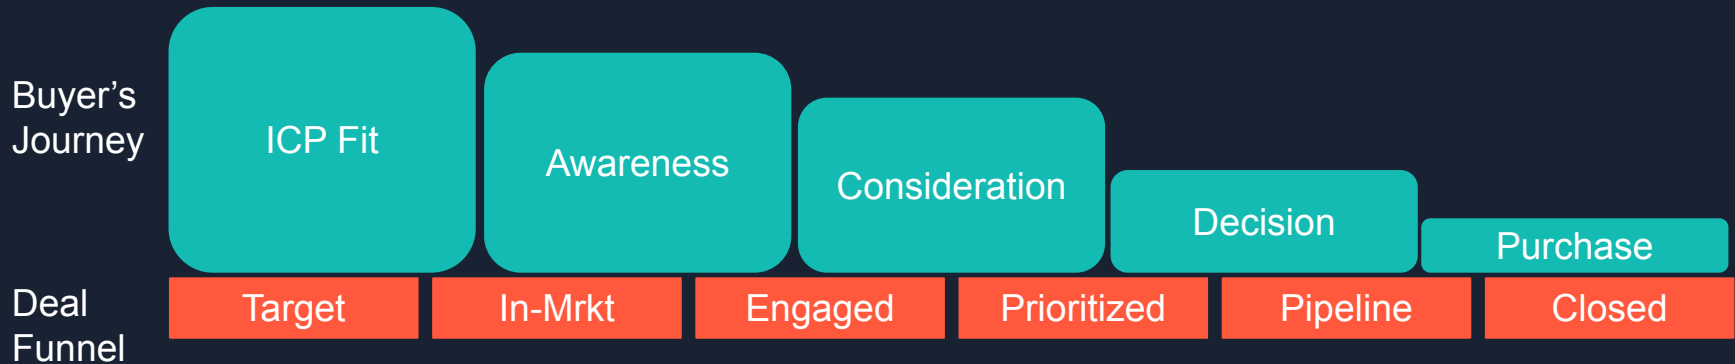 Buyer’s
Journey
ICP Fit
Awareness
Consideration
Decision
Purchase
Deal
Funnel
Target
In-Mrkt
Engaged
Prioritized
Pipeline
Closed